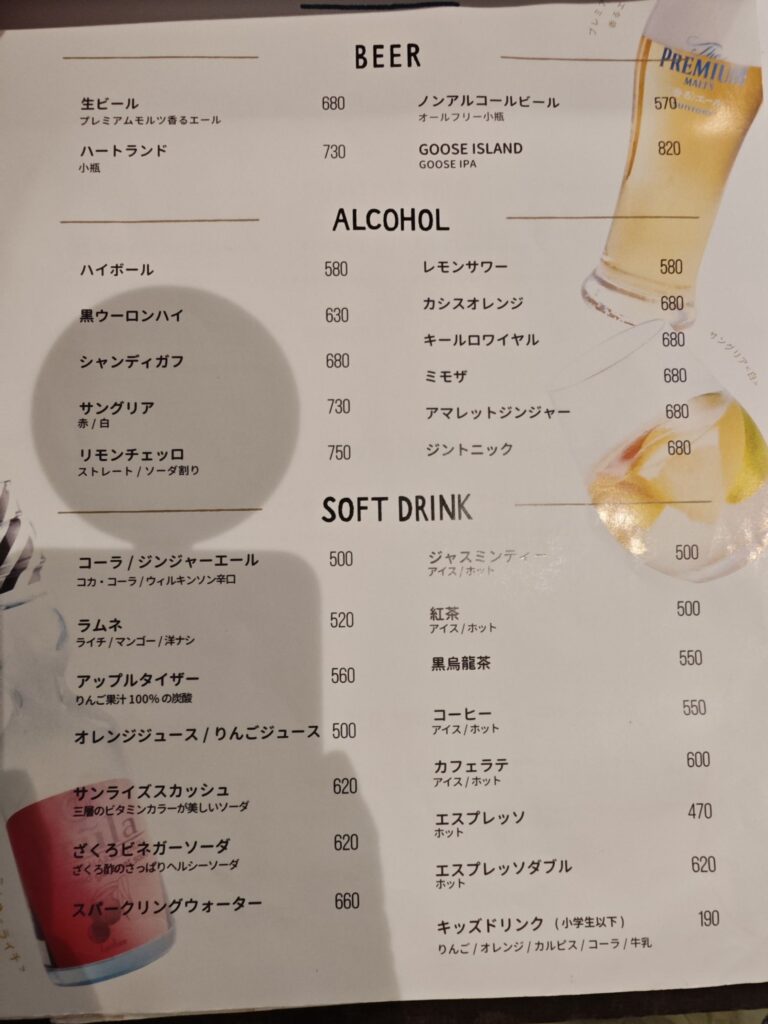 BEER
生ビール 680
プレミアムモルツ香るエール
ハートランド 730
小瓶
ノンアルコールビール 570
オールフリー小瓶
GOOSE ISLAND 820
GOOSE IPA
The
PREMIUM
MALT'S
ALCOHOL
ハイボール 580
黒ウーロンハイ 630
シャンディガフ 680
サングリア 730
赤 / 白
リモンチェッロ 750
ストレート / ソーダ割り
レモンサワー 580
カシスオレンジ 680
キールロワイヤル 680
ミモザ 680
アマレットジンジャー 680
ジントニック 680
サングリア<白>
SOFT DRINK
コーラ / ジンジャーエール 500
コカ・コーラ / ウィルキンソン辛口
ラムネ 520
ライチ / マンゴー / 洋ナシ
アップルタイザー 560
りんご果汁 100% の炭酸
オレンジジュース / りんごジュース 500
サンライズスカッシュ 620
三層のビタミンカラーが美しいソーダ
ざくろビネガーソーダ 620
ざくろ酢のさっぱりヘルシーソーダ
スパークリングウォーター 660
ジャスミンティー 500
アイス / ホット
紅茶 500
アイス / ホット
黒烏龍茶 550
コーヒー 550
アイス / ホット
カフェラテ 600
アイス / ホット
エスプレッソ 470
ホット
エスプレッソダブル 620
ホット
キッズドリンク ( 小学生以下 ) 190
りんご / オレンジ / カルピス / コーラ / 牛乳